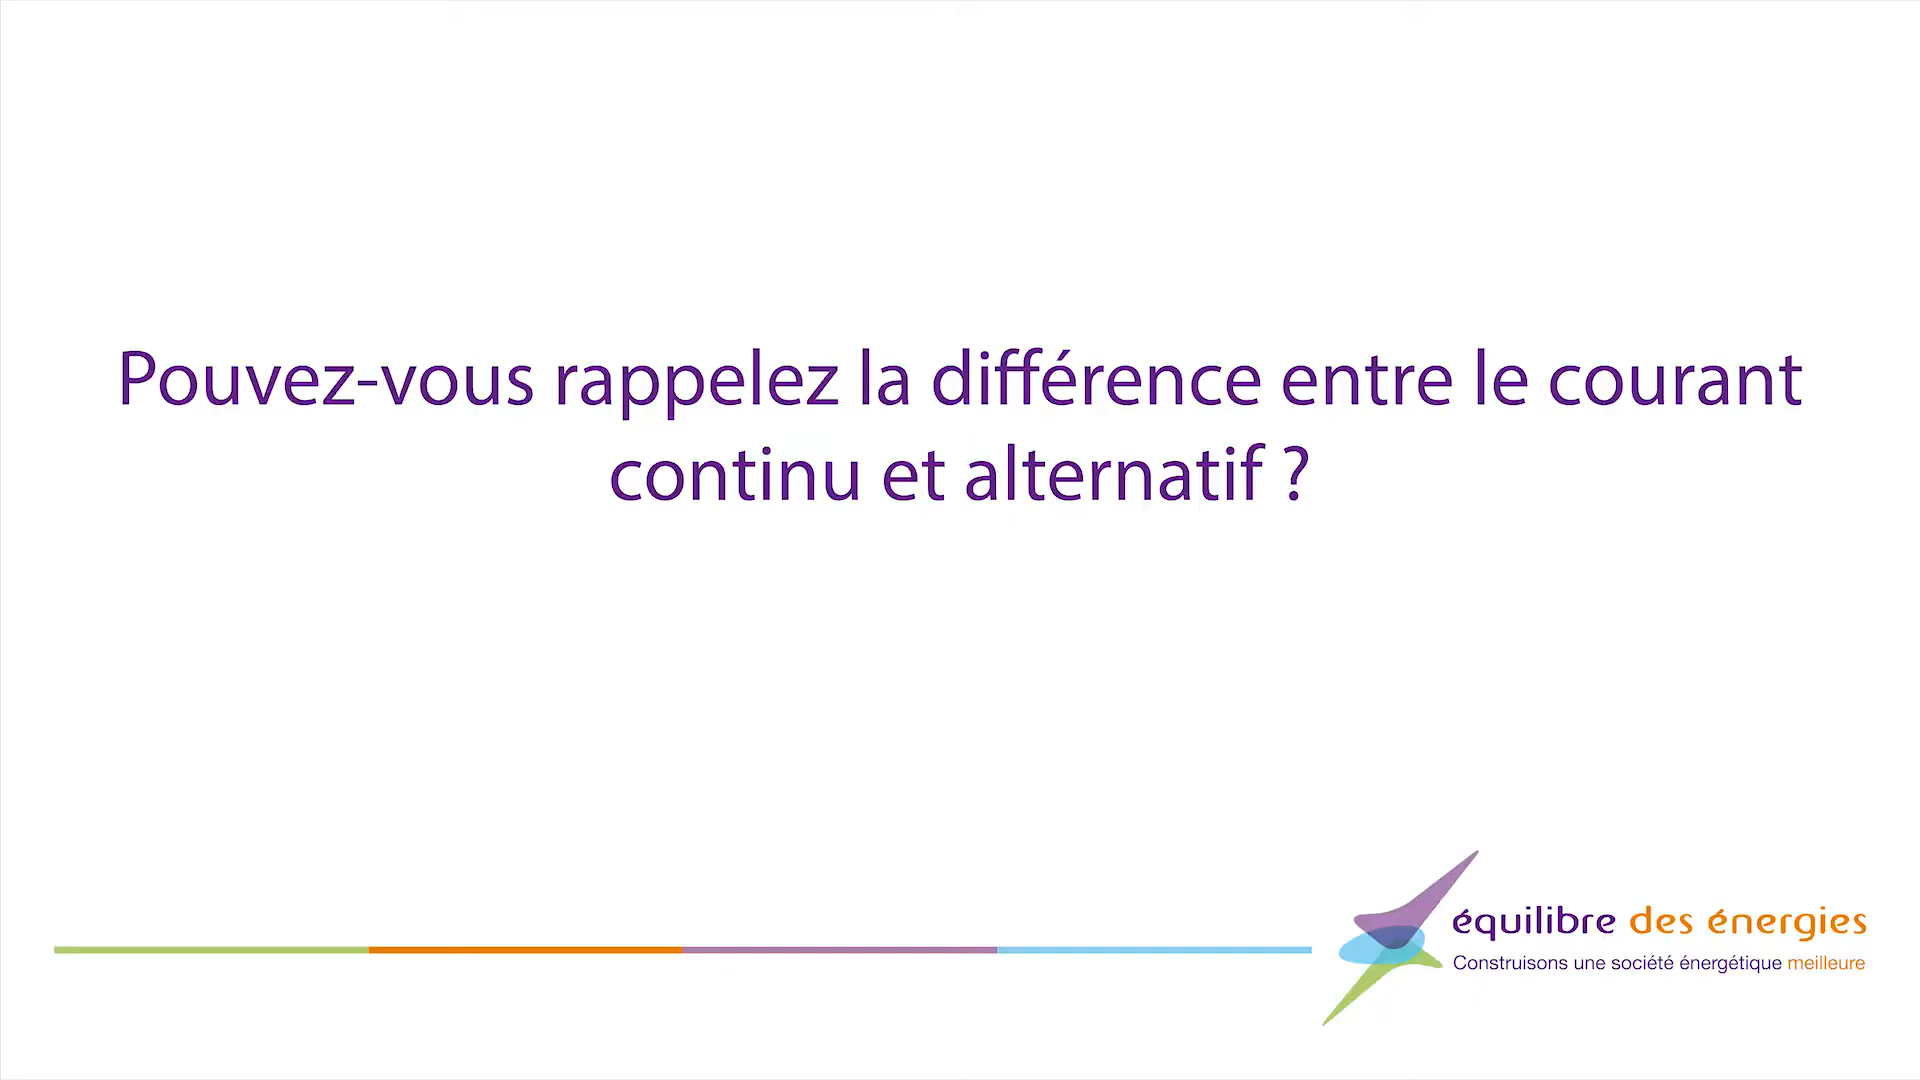 Pouvez-vous rappelez la différence entre le courant
continu et alternatif ?
équilibre des énergies
Construisons une société énergétique meilleure